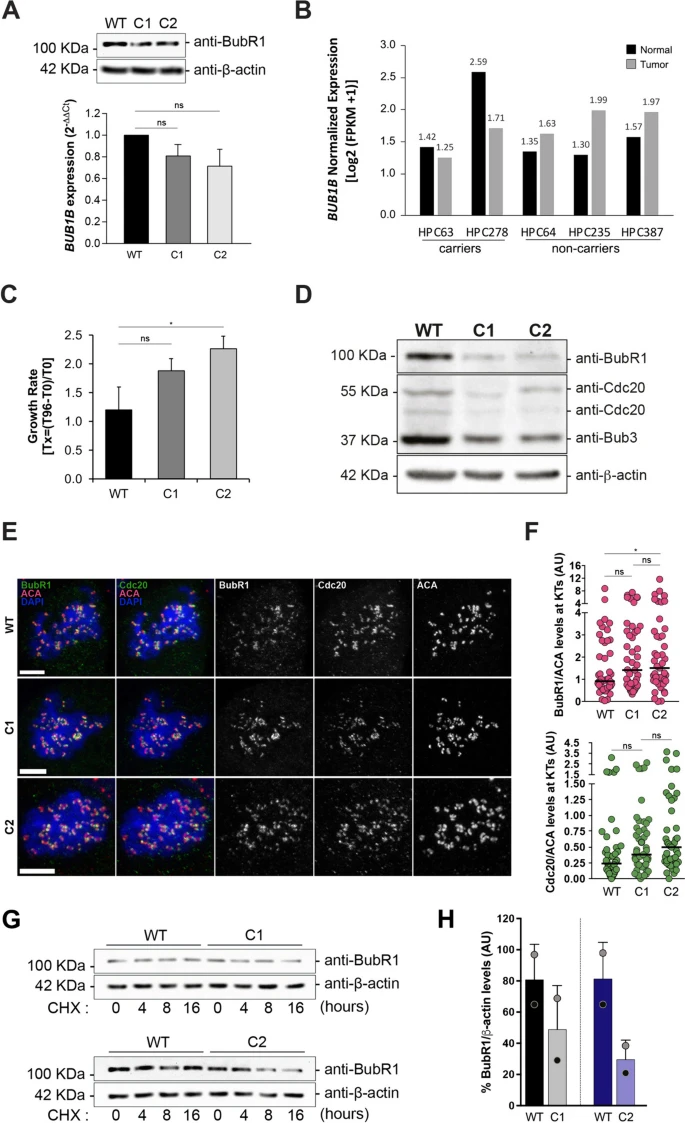 A
WT C1 C2
100 KDa
anti-BubR1
42 KDa
anti-β-actin
BUB1B expression (2^-ΔΔCt)
1.2
1.0
0.8
0.6
0.4
0.2
0.0
ns
ns
WT C1 C2
B
BUB1B Normalized Expression
[Log2 (FPKM +1)]
3.0
2.5
2.0
1.5
1.0
0.0
Normal
Tumor
1.42 1.25 2.59 1.71 1.35 1.63 1.30 1.99 1.57 1.97
HPC63 HPC278 HPC64 HPC235 HPC387
carriers non-carriers
C
Growth Rate
[Tx=(T96-T0)/T0]
2.5
2.0
1.5
1.0
0.5
0.0
*
ns
WT C1 C2
D
WT C1 C2
100 KDa
anti-BubR1
55 KDa
anti-Cdc20
anti-Cdc20
37 KDa
anti-Bub3
42 KDa
anti-β-actin
E
BubR1 Cdc20 BubR1 Cdc20 ACA
ACA ACA
DAPI DAPI
WT
C1
C2
F
BubR1/ACA levels at KTs (AU)
16
12
8
4
4
3
2
1
0
*
ns
ns
WT C1 C2
Cdc20/ACA levels at KTs (AU)
4.5
3.5
2.5
1.5
1.50
1.25
1.00
0.75
0.50
0.25
0.00
ns
ns
WT C1 C2
G
WT C1
100 KDa
anti-BubR1
42 KDa
anti-β-actin
CHX : 0 4 8 16 0 4 8 16 (hours)
WT C2
100 KDa
anti-BubR1
42 KDa
anti-β-actin
CHX : 0 4 8 16 0 4 8 16 (hours)
H
% BubR1/β-actin levels (AU)
120
100
80
60
40
20
0
WT C1 WT C2